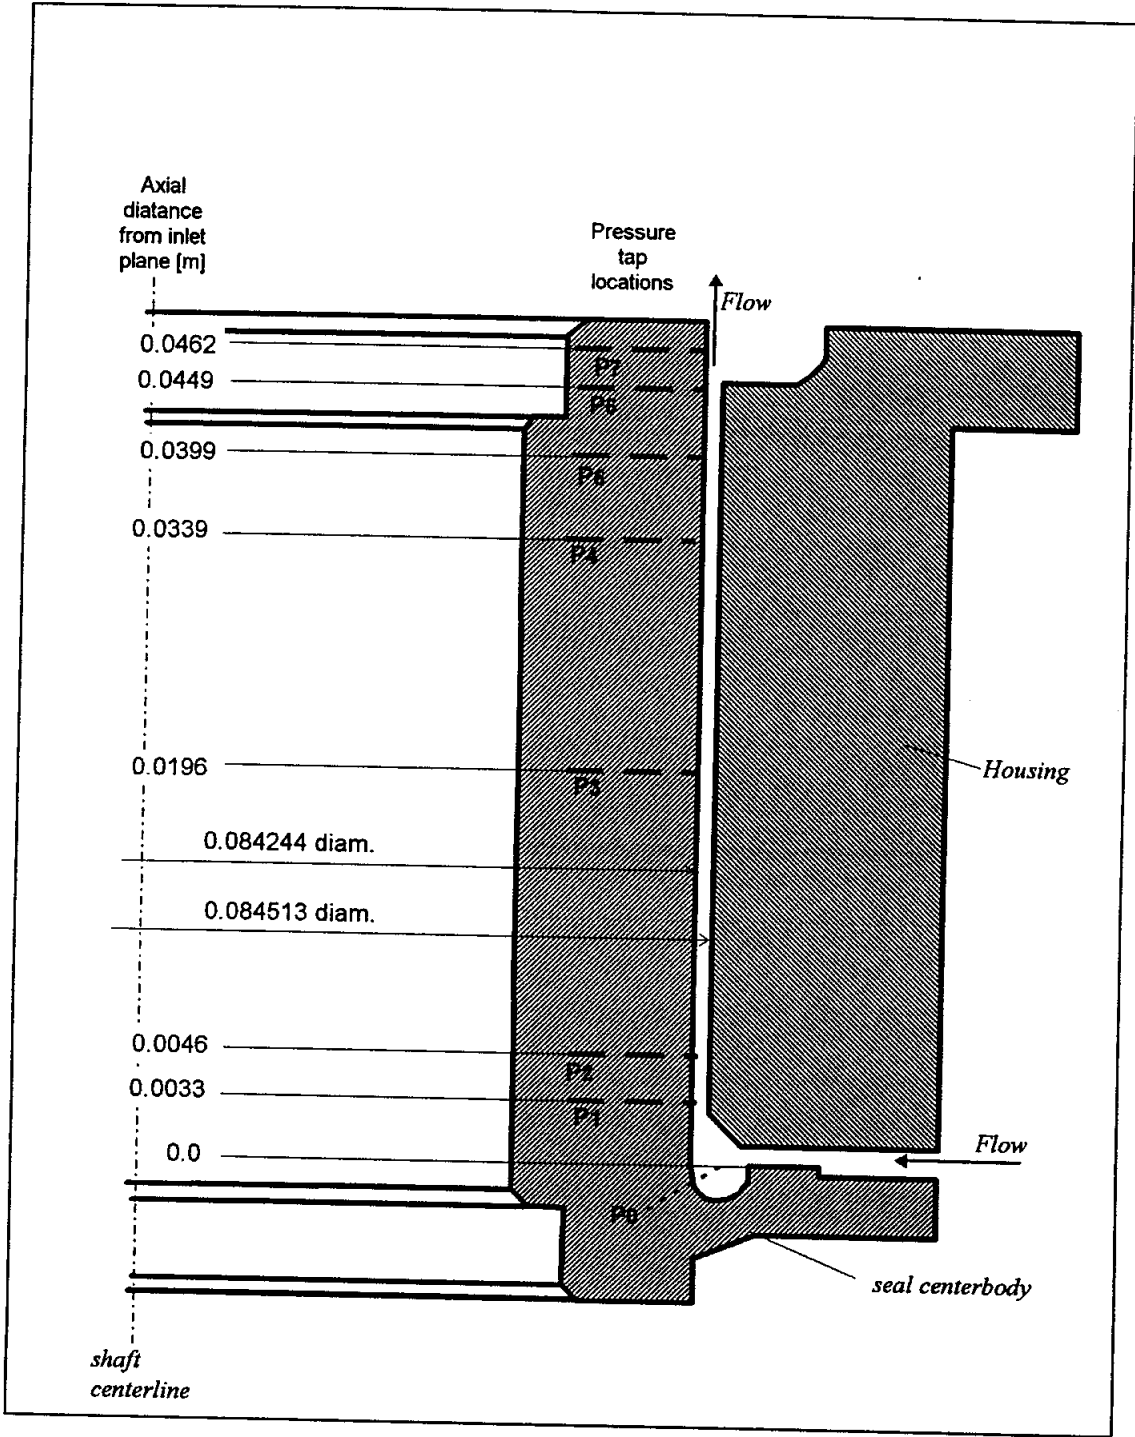 Axial
diatance
from inlet
plane [m]
Pressure
tap
locations
Flow
0.0462
P7
0.0449
P6
0.0399
0.0339
P4
0.0196
P3
Housing
0.084244 diam.
0.084513 diam.
0.0046
P2
0.0033
P1
0.0
Flow
P0
seal centerbody
shaft
centerline